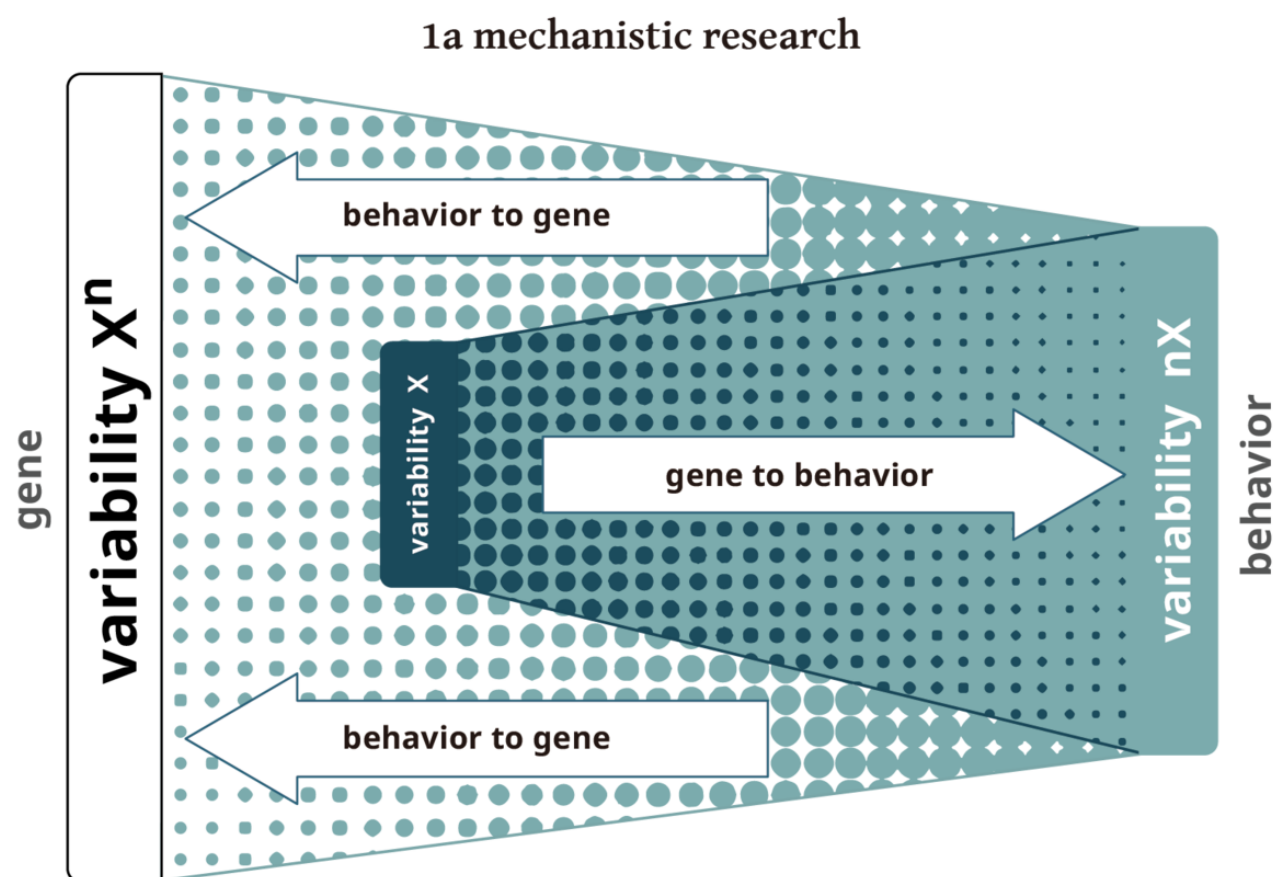 1a mechanistic research
gene
variability Xⁿ
behavior to gene
variability X
gene to behavior
behavior to gene
variability nX
behavior